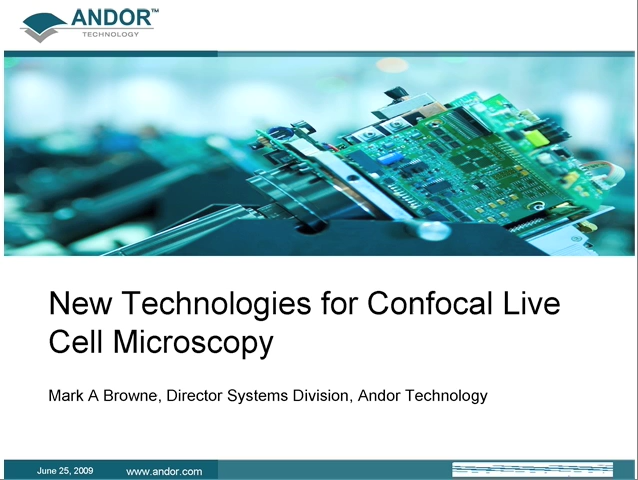 ANDOR™
TECHNOLOGY
New Technologies for Confocal Live
Cell Microscopy
Mark A Browne, Director Systems Division, Andor Technology
June 25, 2009
www.andor.com